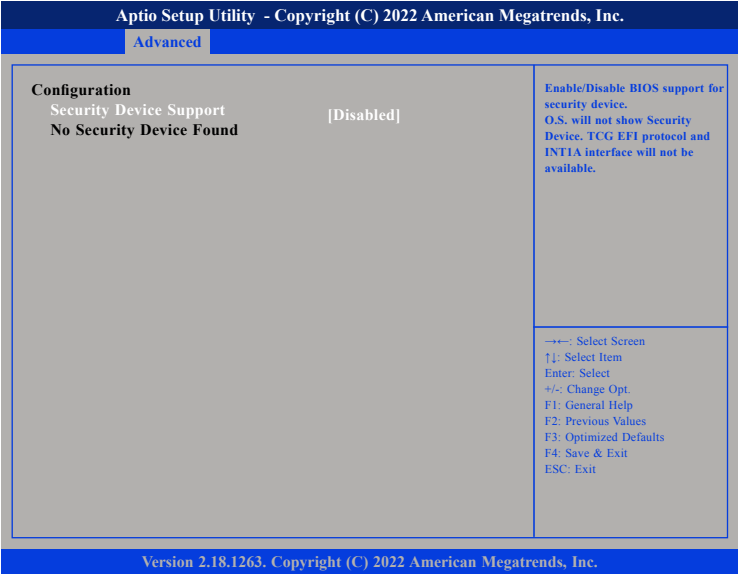 Aptio Setup Utility - Copyright (C) 2022 American Megatrends, Inc.
Advanced
Configuration
Security Device Support [Disabled]
No Security Device Found
Enable/Disable BIOS support for
security device.
O.S. will not show Security
Device. TCG EFI protocol and
INT1A interface will not be
available.
→←: Select Screen
↑↓: Select Item
Enter: Select
+/-: Change Opt.
F1: General Help
F2: Previous Values
F3: Optimized Defaults
F4: Save & Exit
ESC: Exit
Version 2.18.1263. Copyright (C) 2022 American Megatrends, Inc.